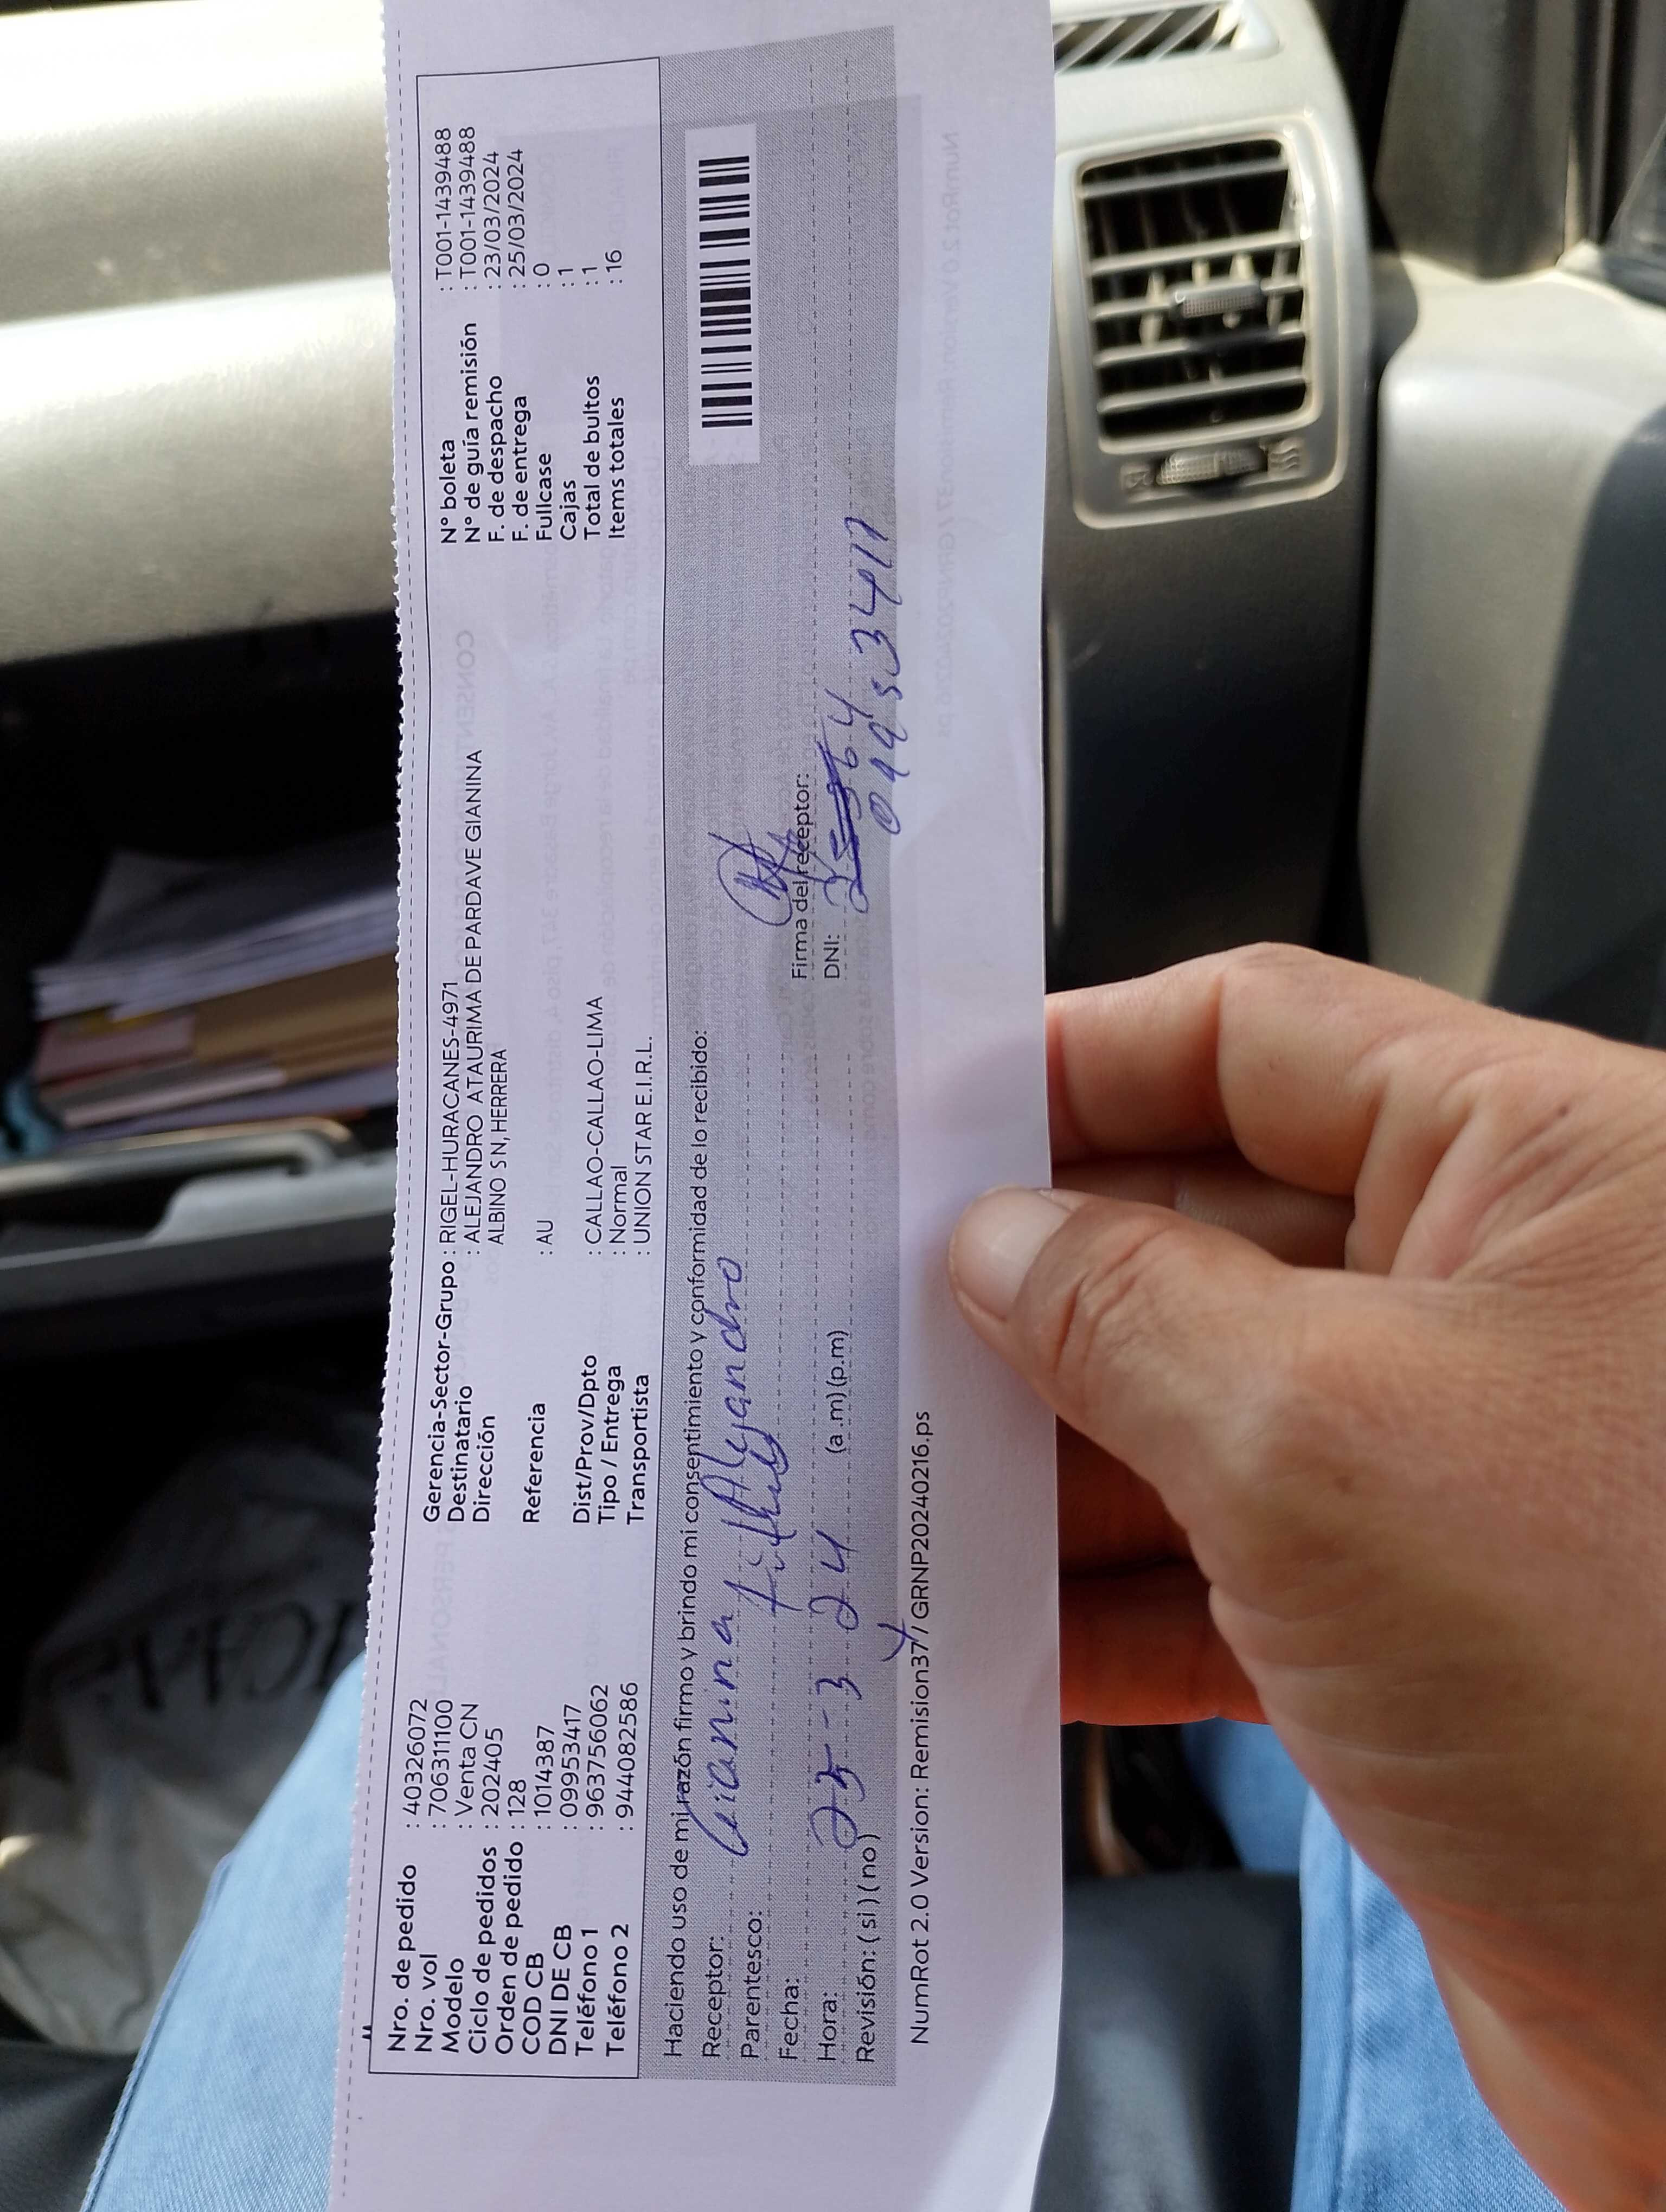 Nro. de pedido : 40326072
Nro. vol : 706311100
Modelo : Venta CN
Ciclo de pedidos : 202405
Orden de pedido : 128
COD CB : 1014387
DNI DE CB : 09953417
Teléfono 1 : 963756062
Teléfono 2 : 944082586
Gerencia-Sector-Grupo : RIGEL-HURACANES-4971
Destinatario : ALEJANDRO ATAURIMA DE PARDAVE GIANINA
Dirección ALBINO S N, HERRERA
Referencia : AU
Dist/Prov/Dpto : CALLAO-CALLAO-LIMA
Tipo / Entrega : Normal
Transportista : UNION STAR E.I.R.L.
N° boleta : T001-1439488
N° de guía remisión : T001-1439488
F. de despacho : 23/03/2024
F. de entrega : 25/03/2024
Fullcase : 0
Cajas : 1
Total de bultos : 1
Items totales : 16
Haciendo uso de mi razón firmo y brindo mi consentimiento y conformidad de lo recibido:
Receptor: Gianina Alejandro
Parentesco: Titular
Fecha:
Hora: 25-3 24 (a .m) (p.m)
Revisión: ( si ) ( no )
Firma del receptor:
DNI:
09953417
NumRot 2.0 Version: Remision37 / GRNP20240216.ps